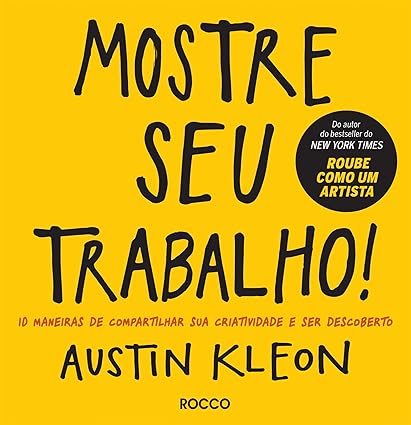 MOSTRE
SEU
TRABALHO!
Do autor
do bestseller do
NEW YORK TIMES
ROUBE
COMO UM
ARTISTA
10 MANEIRAS DE COMPARTILHAR SUA CRIATIVIDADE E SER DESCOBERTO
AUSTIN KLEON
ROCCO